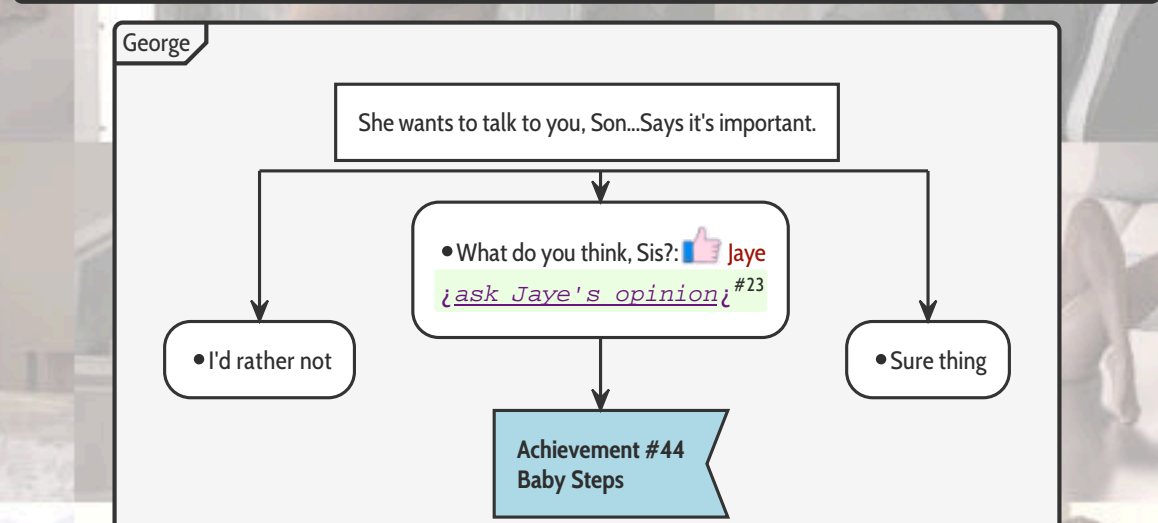 George
She wants to talk to you, Son...Says it's important.
•What do you think, Sis?: Jaye
¿ask Jaye's opinion¿#23
•I'd rather not
•Sure thing
Achievement #44
Baby Steps